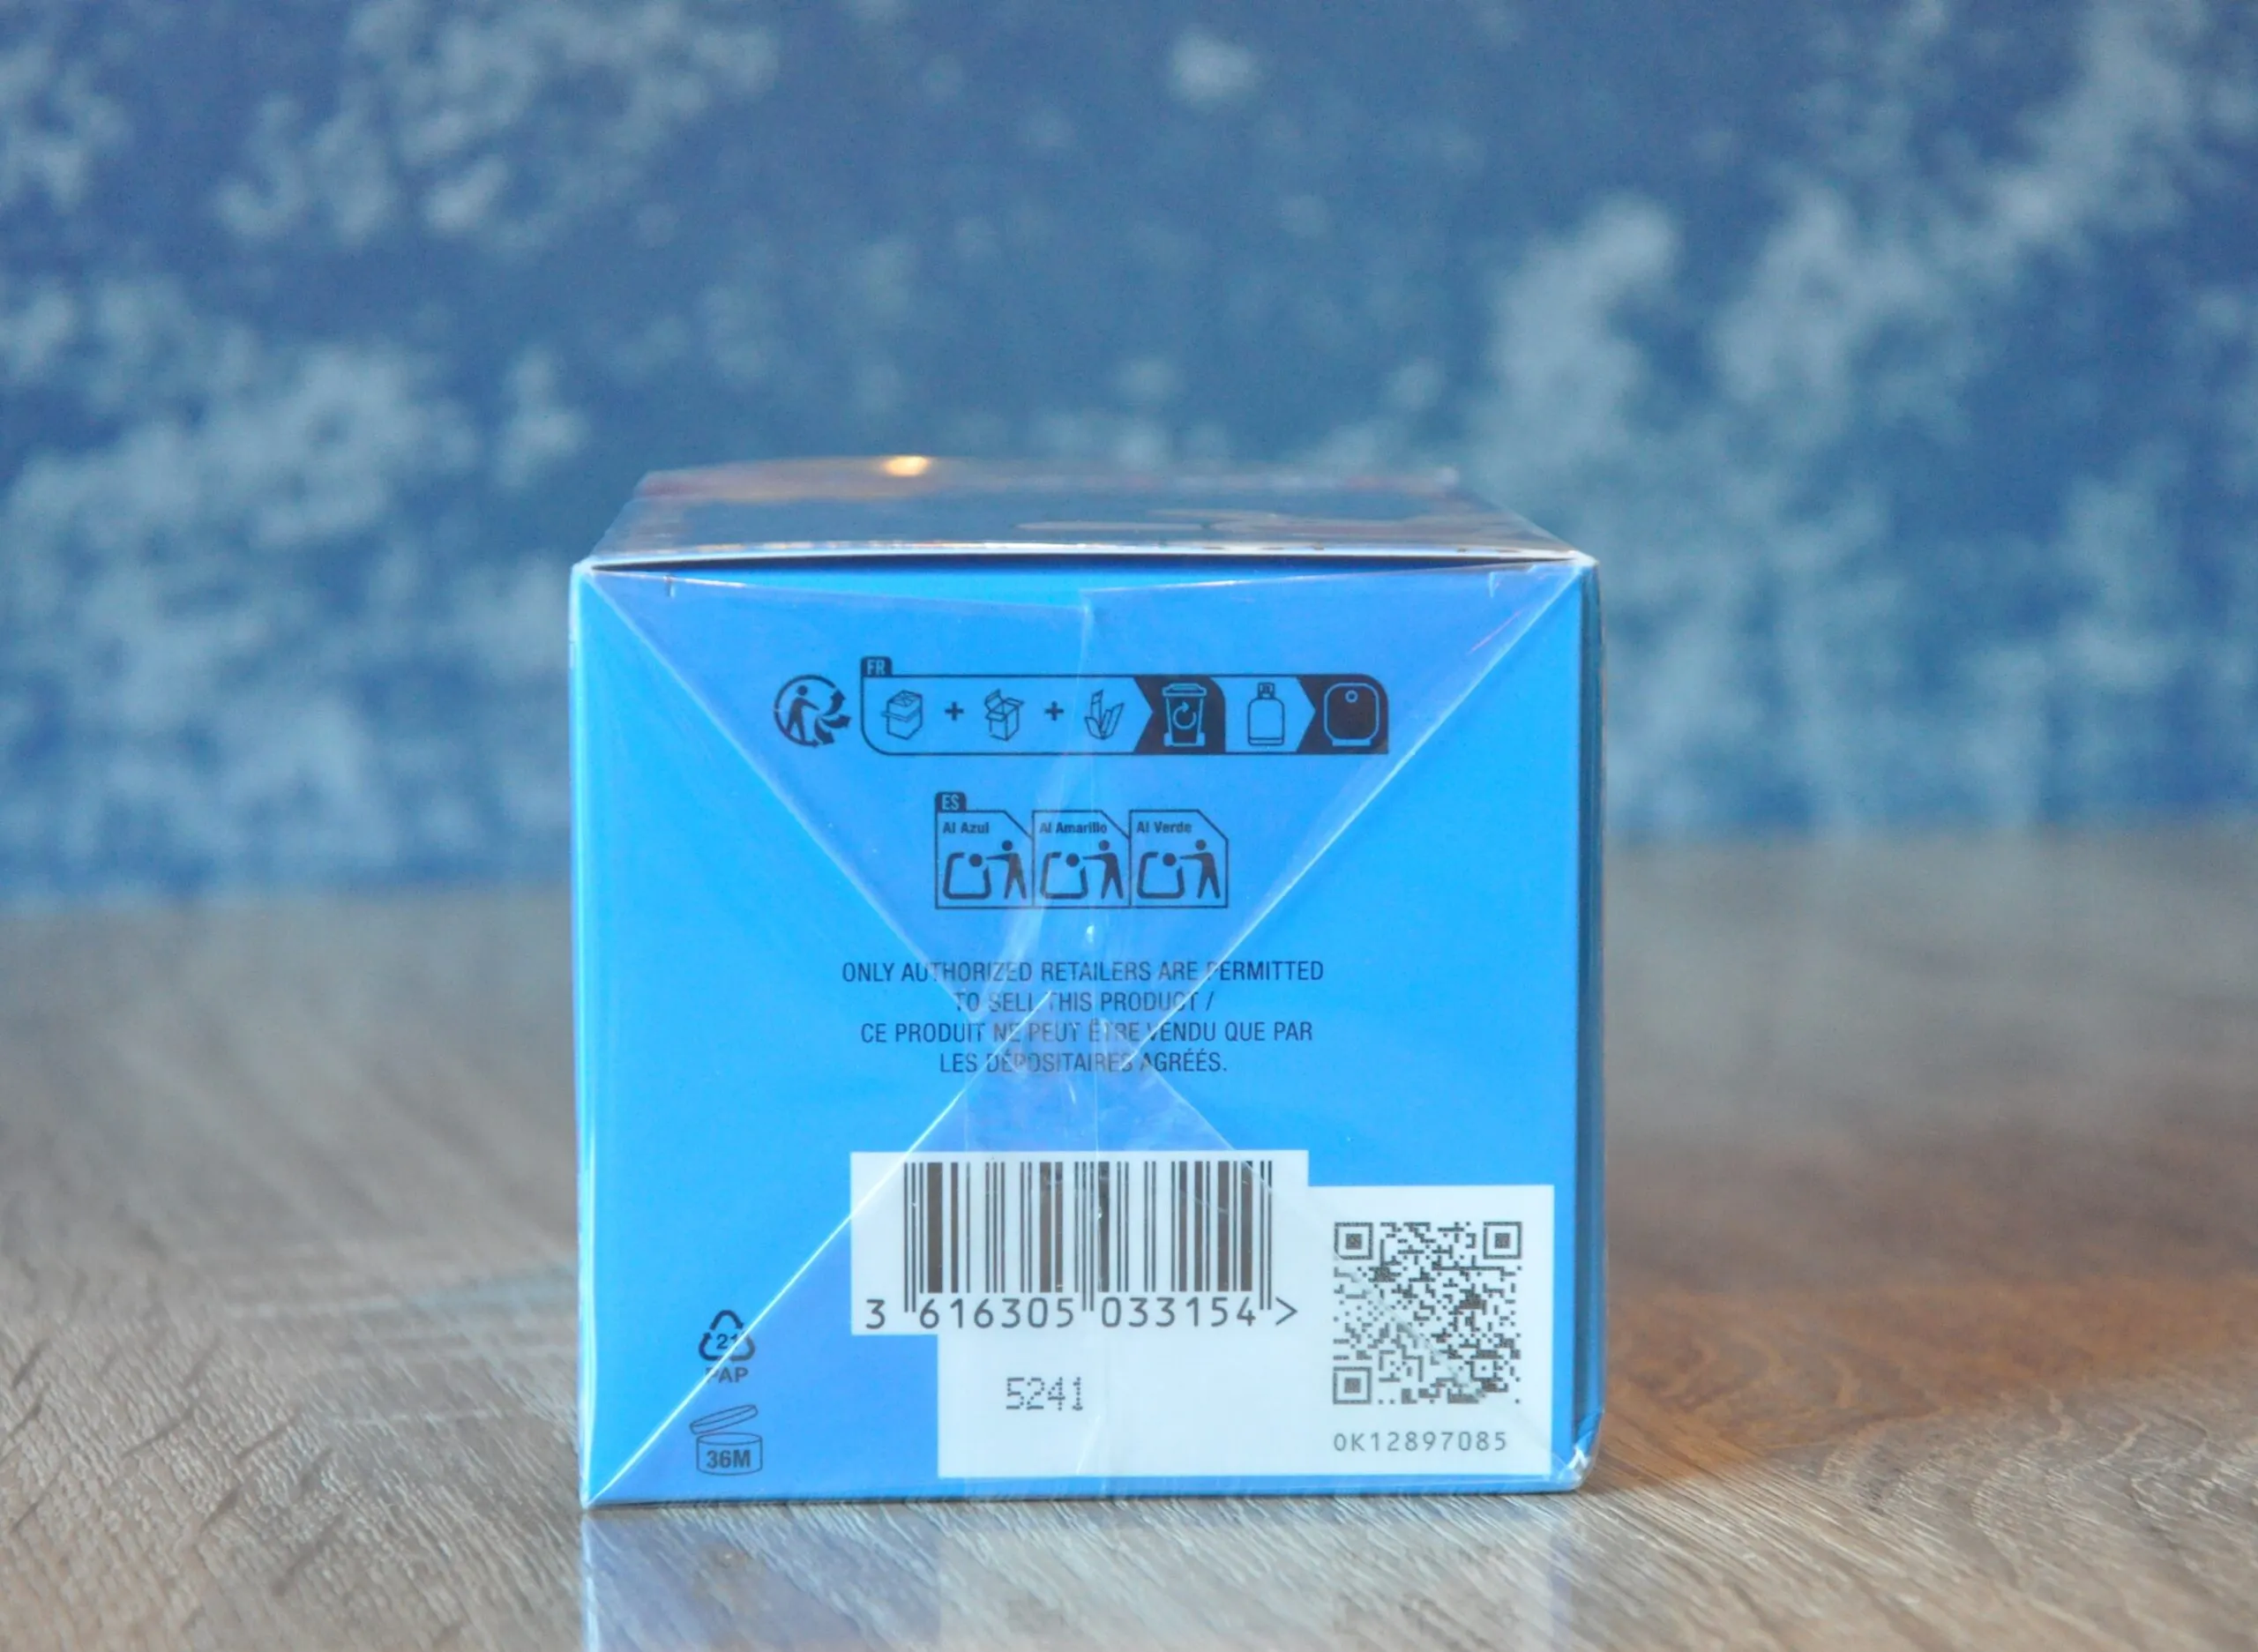 FR
ES
Al Azul Al Amarillo Al Verde
ONLY AUTHORIZED RETAILERS ARE PERMITTED
TO SELL THIS PRODUCT /
CE PRODUIT NE PEUT ÊTRE VENDU QUE PAR
LES DÉPOSITAIRES AGRÉÉS.
3 616305 033154 >
21
PAP
5241
36M
0K12897085